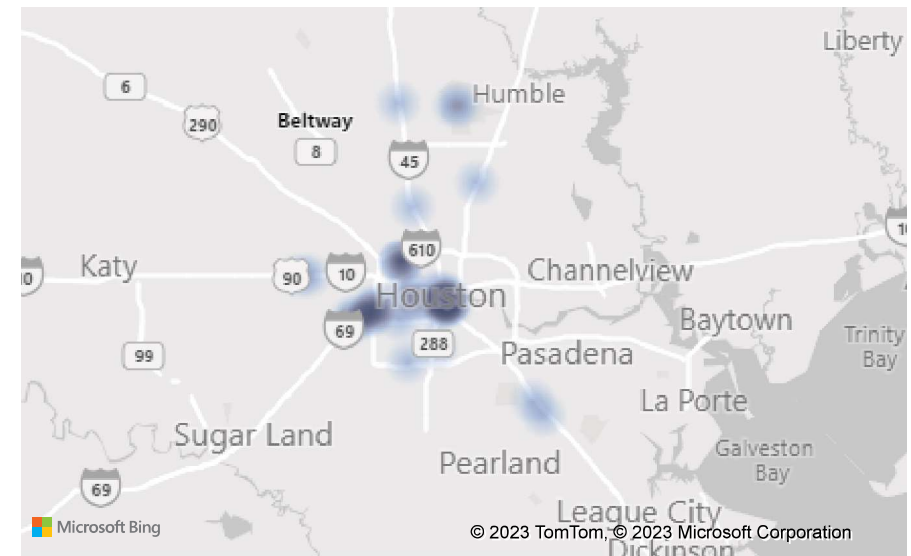 Liberty
6
Humble
290
Beltway
8
45
610
Katy
90
10
Channelview
10
Houston
69
288
Baytown
Trinity
Bay
99
Pasadena
La Porte
Sugar Land
Pearland
Galveston
Bay
69
League City
Microsoft Bing
© 2023 TomTom, © 2023 Microsoft Corporation
Dickinson